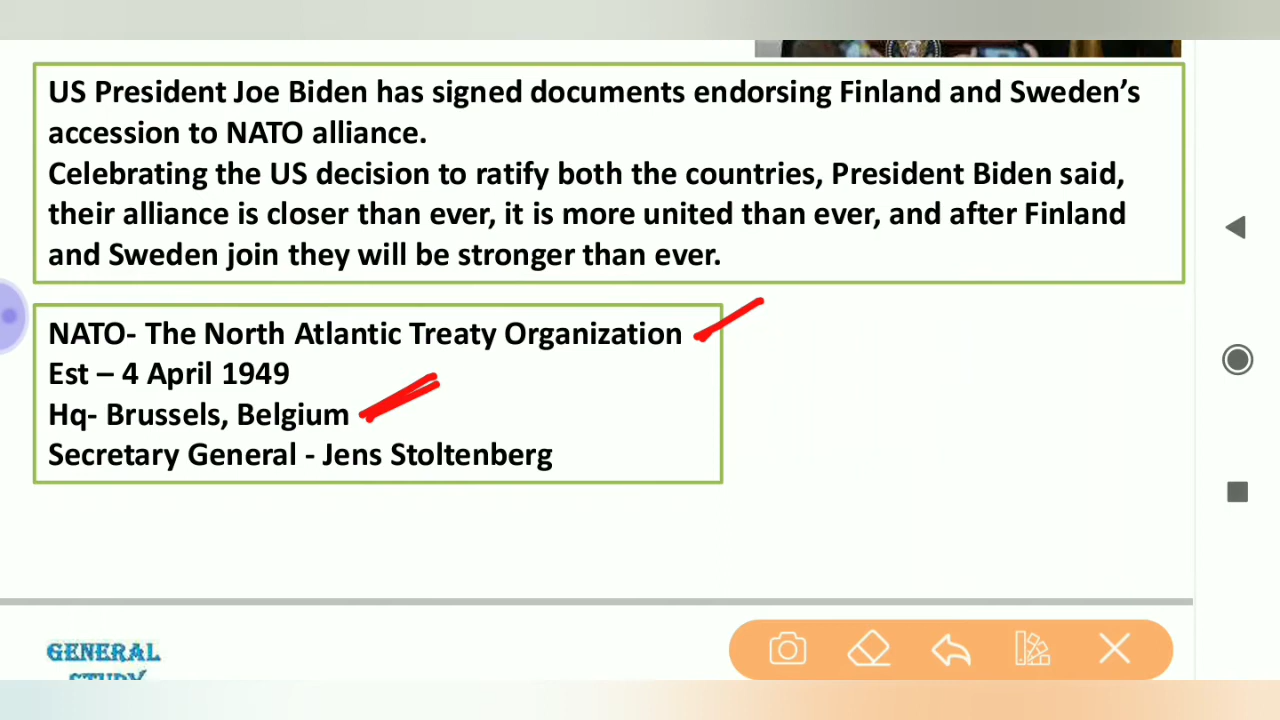 US President Joe Biden has signed documents endorsing Finland and Sweden’s
accession to NATO alliance.
Celebrating the US decision to ratify both the countries, President Biden said,
their alliance is closer than ever, it is more united than ever, and after Finland
and Sweden join they will be stronger than ever.
NATO- The North Atlantic Treaty Organization
Est – 4 April 1949
Hq- Brussels, Belgium
Secretary General - Jens Stoltenberg
GENERAL
STUDY